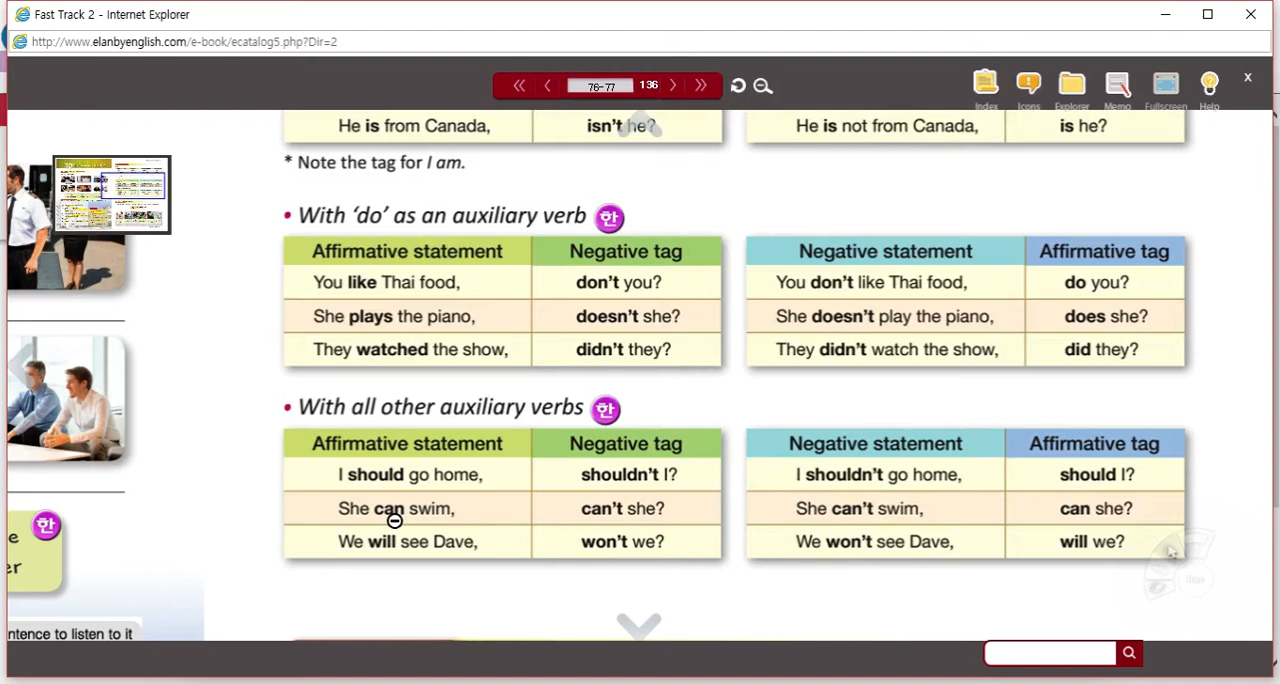 Fast Track 2 - Internet Explorer
http://www.elanbyenglish.com/e-book/ecatalog5.php?Dir=2
76-77 136
Index Icons Explorer Memo Fullscreen Help X
He is from Canada, isn't he? He is not from Canada, is he?
* Note the tag for I am.
• With 'do' as an auxiliary verb 한
Affirmative statement Negative tag Negative statement Affirmative tag
You like Thai food, don't you? You don't like Thai food, do you?
She plays the piano, doesn't she? She doesn't play the piano, does she?
They watched the show, didn't they? They didn't watch the show, did they?
• With all other auxiliary verbs 한
Affirmative statement Negative tag Negative statement Affirmative tag
I should go home, shouldn't I? I shouldn't go home, should I?
She can swim, can't she? She can't swim, can she?
We will see Dave, won't we? We won't see Dave, will we?
한
e
er
ntence to listen to it